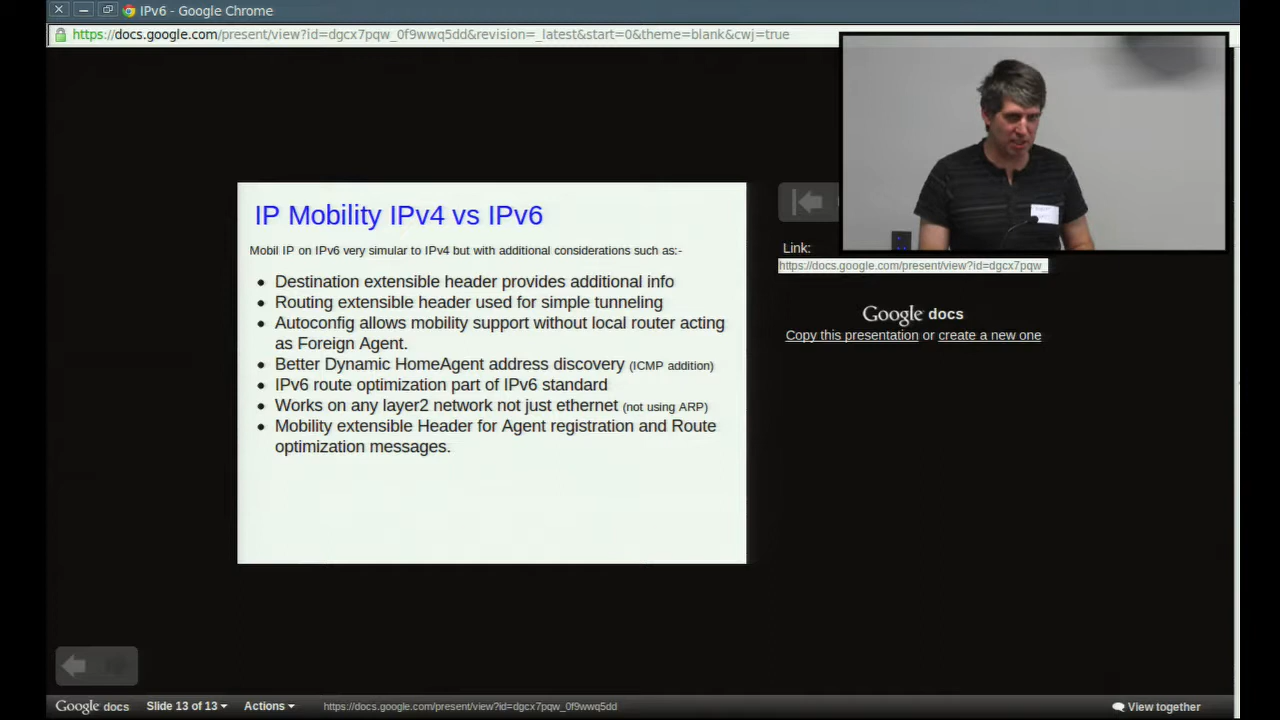 IPv6 - Google Chrome
https://docs.google.com/present/view?id=dgcx7pqw_0f9wwq5dd&revision=_latest&start=0&theme=blank&cwj=true
IP Mobility IPv4 vs IPv6
Mobil IP on IPv6 very similar to IPv4 but with additional considerations such as:-
• Destination extensible header provides additional info
• Routing extensible header used for simple tunneling
• Autoconfig allows mobility support without local router acting
as Foreign Agent.
• Better Dynamic HomeAgent address discovery (ICMP addition)
• IPv6 route optimization part of IPv6 standard
• Works on any layer2 network not just ethernet (not using ARP)
• Mobility extensible Header for Agent registration and Route
optimization messages.
Link:
https://docs.google.com/present/view?id=dgcx7pqw_
Google docs
Copy this presentation or create a new one
Google docs
Slide 13 of 13
Actions
https://docs.google.com/present/view?id=dgcx7pqw_0f9wwq5dd
View together